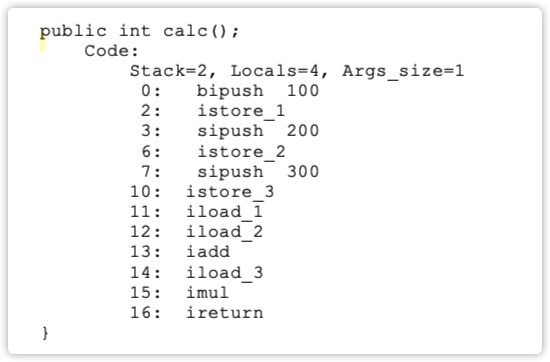 public int calc();
Code:
Stack=2, Locals=4, Args_size=1
0: bipush 100
2: istore_1
3: sipush 200
6: istore_2
7: sipush 300
10: istore_3
11: iload_1
12: iload_2
13: iadd
14: iload_3
15: imul
16: ireturn
}